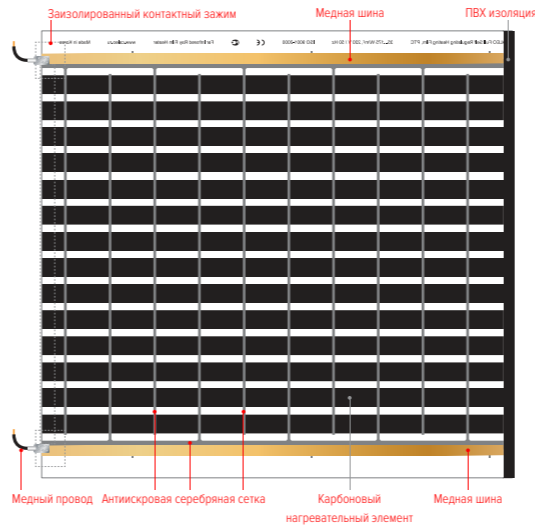 Заизолированный контактный зажим
Медная шина
ПВХ изоляция
Медный провод
Антиискровая серебряная сетка
Карбоновый
нагревательный элемент
Медная шина